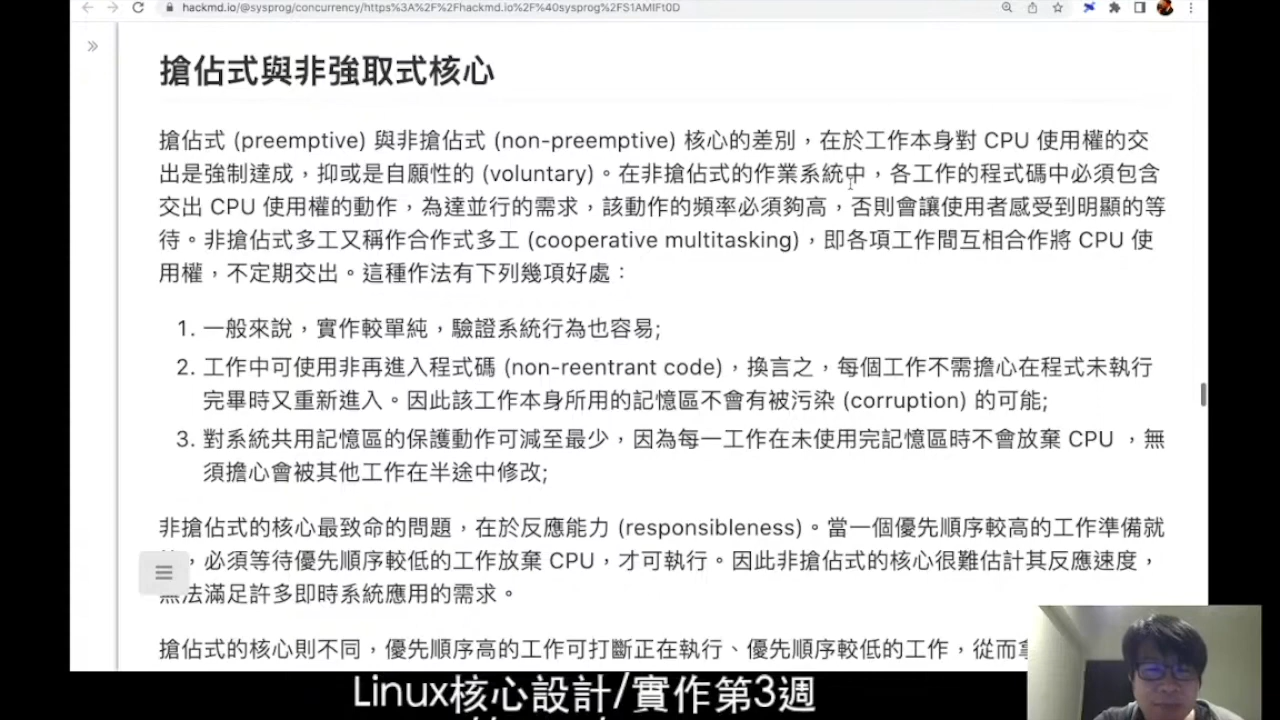 hackmd.io/@sysprog/concurrency/https%3A%2F%2Fhackmd.io%2F%40sysprog%2FS1AMIFt0D
搶佔式與非強取式核心
搶佔式 (preemptive) 與非搶佔式 (non-preemptive) 核心的差別，在於工作本身對 CPU 使用權的交
出是強制達成，抑或是自願性的 (voluntary)。在非搶佔式的作業系統中，各工作的程式碼中必須包含
交出 CPU 使用權的動作，為達並行的需求，該動作的頻率必須夠高，否則會讓使用者感受到明顯的等
待。非搶佔式多工又稱作合作式多工 (cooperative multitasking)，即各項工作間互相合作將 CPU 使
用權，不定期交出。這種作法有下列幾項好處：
1. 一般來說，實作較單純，驗證系統行為也容易;
2. 工作中可使用非再進入程式碼 (non-reentrant code)，換言之，每個工作不需擔心在程式未執行
完畢時又重新進入。因此該工作本身所用的記憶區不會有被污染 (corruption) 的可能;
3. 對系統共用記憶區的保護動作可減至最少，因為每一工作在未使用完記憶區時不會放棄 CPU ，無
須擔心會被其他工作在半途中修改;
非搶佔式的核心最致命的問題，在於反應能力 (responsibleness)。當一個優先順序較高的工作準備就
，必須等待優先順序較低的工作放棄 CPU，才可執行。因此非搶佔式的核心很難估計其反應速度，
無法滿足許多即時系統應用的需求。
搶佔式的核心則不同，優先順序高的工作可打斷正在執行、優先順序較低的工作，從而
Linux核心設計/實作第3週